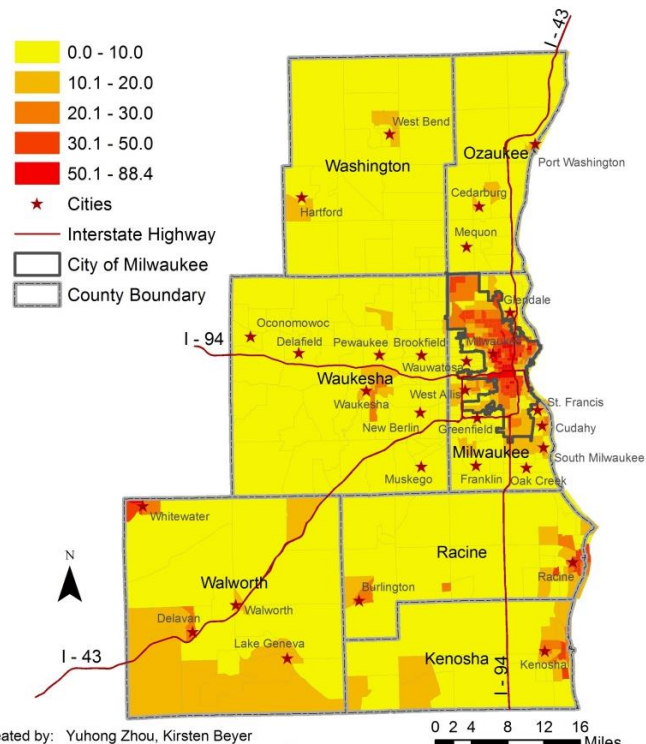 0.0 - 10.0
10.1 - 20.0
20.1 - 30.0
30.1 - 50.0
50.1 - 88.4
Cities
Interstate Highway
City of Milwaukee
County Boundary
I - 43
West Bend
Washington
Ozaukee
Port Washington
Hartford
Cedarburg
Mequon
Glendale
Oconomowoc
I - 94
Delafield
Pewaukee
Brookfield
Milwaukee
Wauwatosa
Waukesha
Waukesha
West Allis
St. Francis
New Berlin
Greenfield
Cudahy
Milwaukee
South Milwaukee
Muskego
Franklin
Oak Creek
Whitewater
N
Racine
Racine
Walworth
Burlington
Walworth
Delavan
Lake Geneva
Kenosha
Kenosha
I - 43
I - 94
eated by: Yuhong Zhou, Kirsten Beyer
0 2 4 8 12 16
Miles